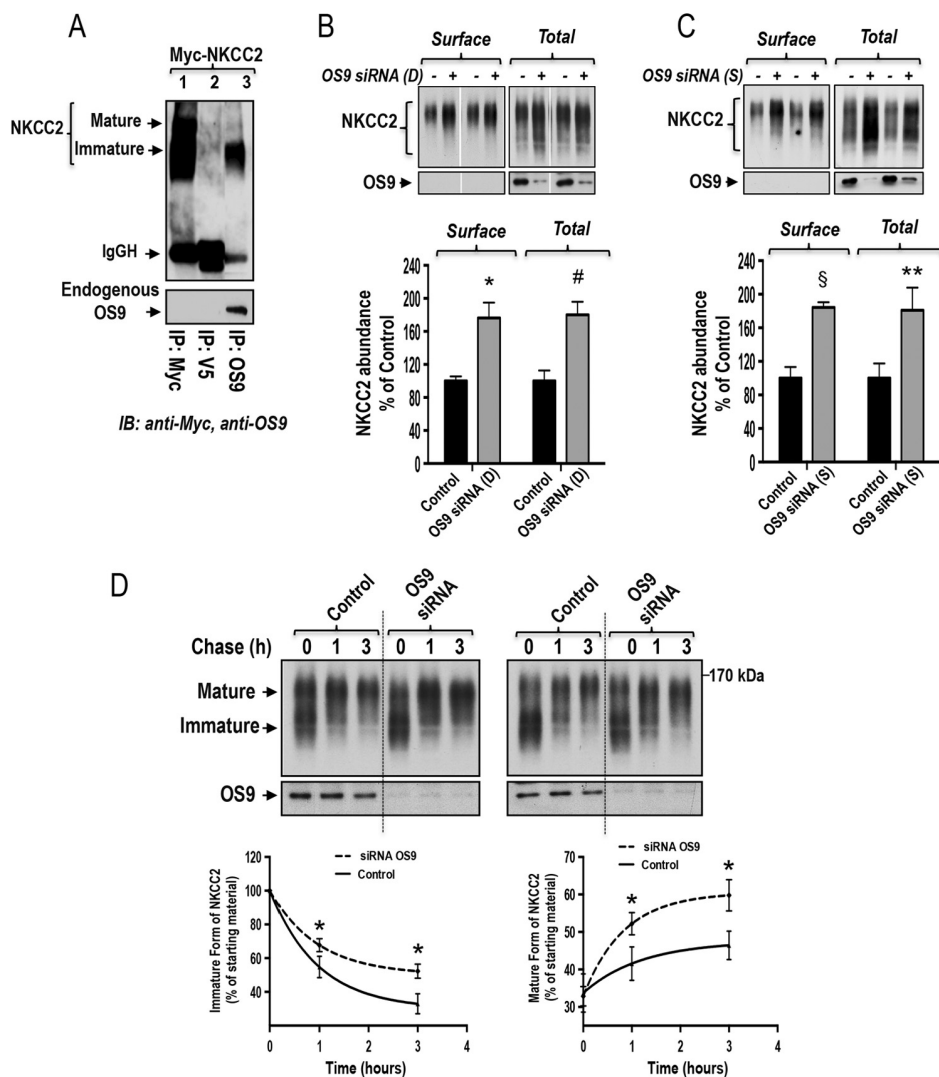 A
Myc-NKCC2
1 2 3
NKCC2
Mature
Immature
IgGH
Endogenous
OS9
IP: Myc
IP: V5
IP: OS9
IB: anti-Myc, anti-OS9
B
Surface Total
OS9 siRNA (D) - + - + - + - +
NKCC2
OS9
Surface Total
NKCC2 abundance
% of Control
240
200
160
120
80
40
0
* #
Control
OS9 siRNA (D)
Control
OS9 siRNA (D)
C
Surface Total
OS9 siRNA (S) - + - + - + - +
NKCC2
OS9
Surface Total
NKCC2 abundance
% of Control
240
200
160
120
80
40
0
§ **
Control
OS9 siRNA (S)
Control
OS9 siRNA (S)
D
Control
OS9
siRNA
Control
OS9
siRNA
Chase (h) 0 1 3 0 1 3 0 1 3 0 1 3
170 kDa
Mature
Immature
OS9
Immature Form of NKCC2
(% of starting material)
120
100
80
60
40
siRNA OS9
Control
* *
0 1 2 3 4
Time (hours)
Mature Form of NKCC2
(% of starting material)
70
60
50
40
30
siRNA OS9
Control
* *
0 1 2 3 4
Time (hours)